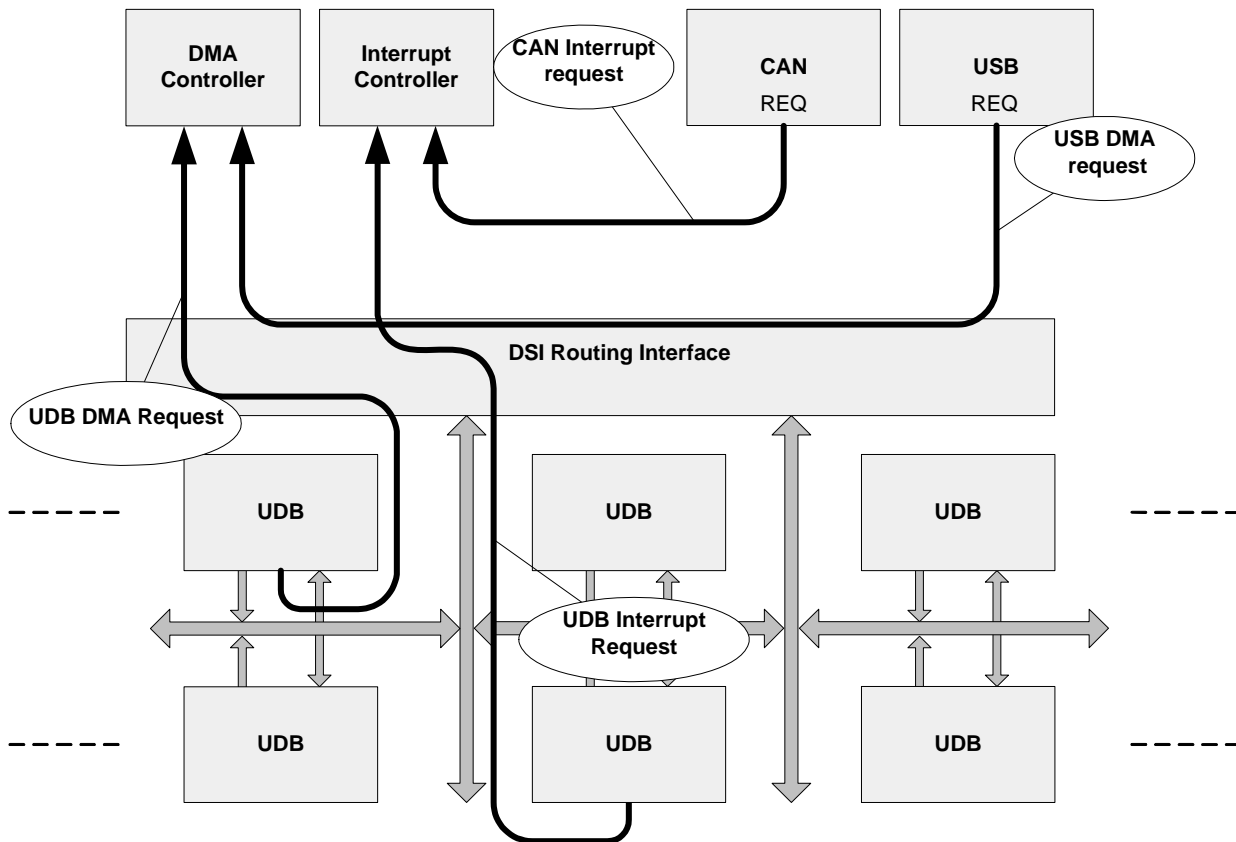 DMA
Controller
Interrupt
Controller
CAN Interrupt
request
CAN
REQ
USB
REQ
USB DMA
request
DSI Routing Interface
UDB DMA Request
UDB
UDB
UDB
UDB Interrupt
Request
UDB
UDB
UDB